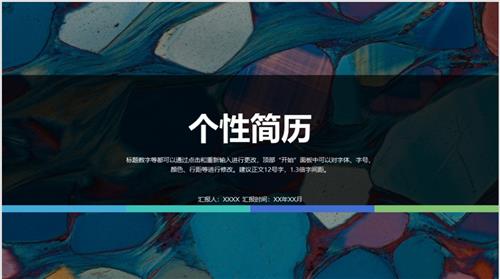 个性简历
标题数字等都可以通过点击和重新输入进行更改，顶部“开始”面板中可以对字体、字号、
颜色、行距等进行修改。建议正文12号字，1.3倍字间距。
汇报人：XXXX 汇报时间：XX年XX月